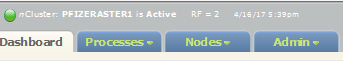 nCluster: PFIZERASTER1 is Active RF = 2 4/16/17 5:39pm
Dashboard Processes Nodes Admin